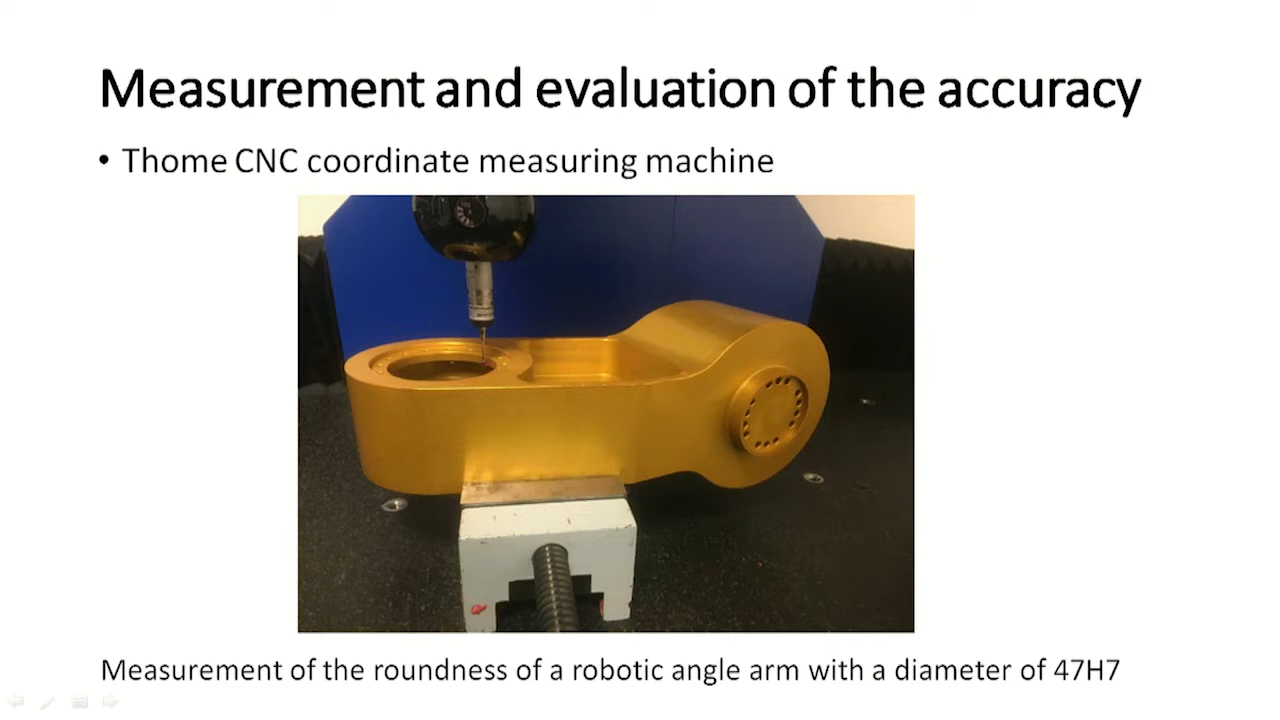 Measurement and evaluation of the accuracy
• Thome CNC coordinate measuring machine
Measurement of the roundness of a robotic angle arm with a diameter of 47H7